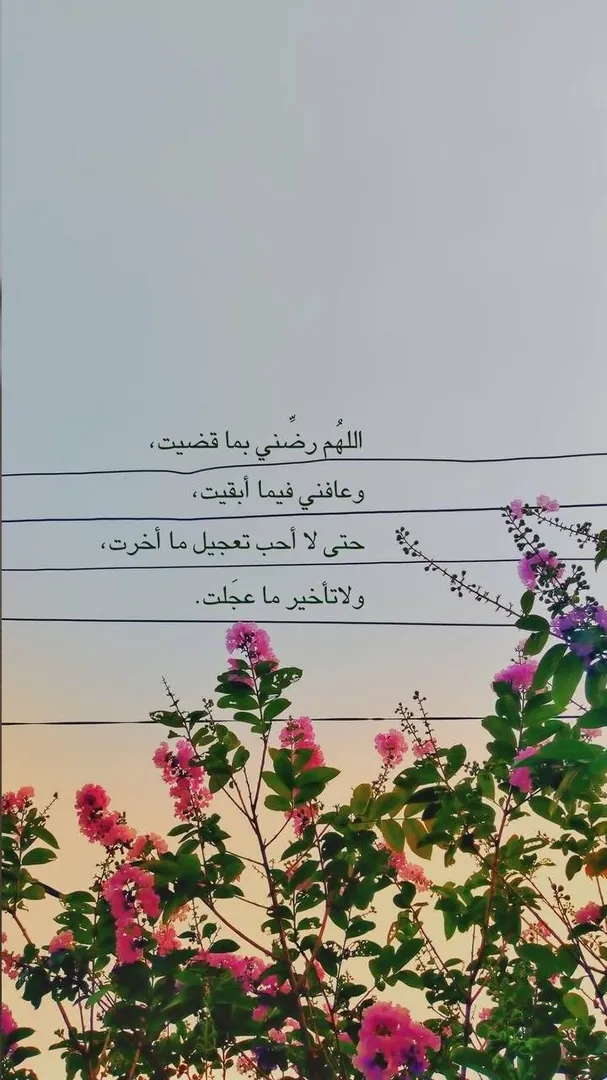 اللهُم رضِّني بما قضيت،
وعافني فيما أبقيت،
حتى لا أحب تعجيل ما أخرت،
ولاتأخير ما عجَلت.